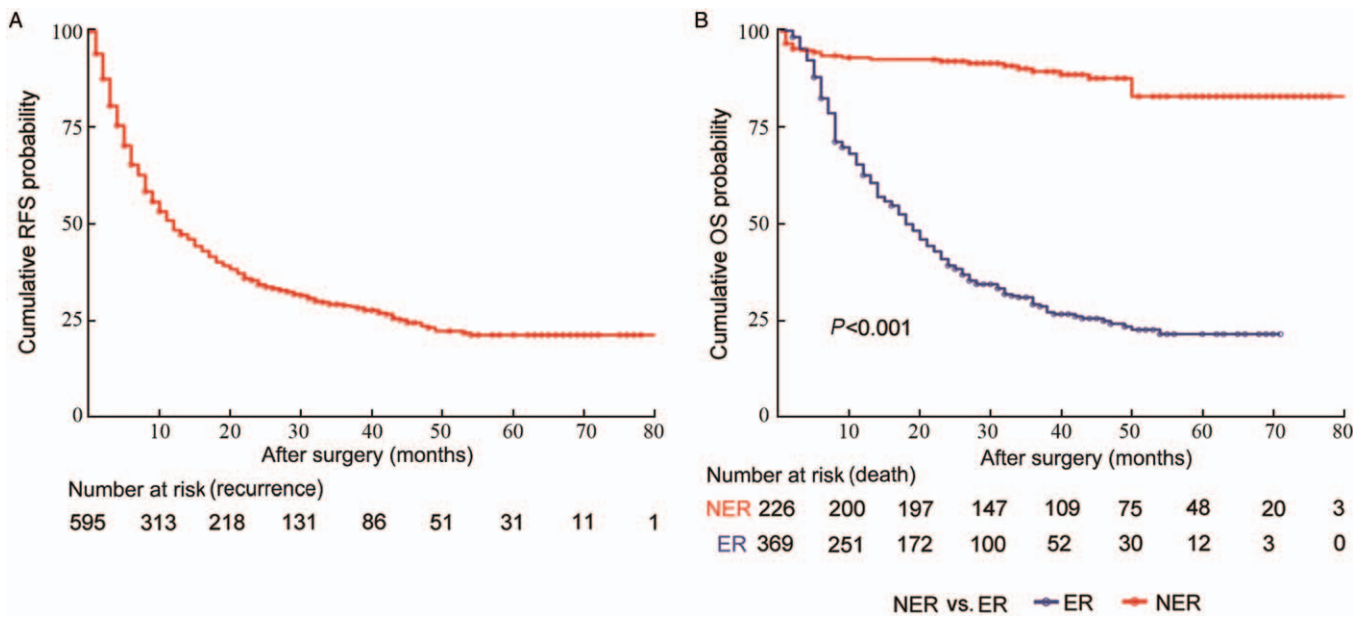 A
Cumulative RFS probability
100
75
50
25
0
10 20 30 40 50 60 70 80
After surgery (months)
Number at risk (recurrence)
595 313 218 131 86 51 31 11 1
B
Cumulative OS probability
100
75
50
25
0
P<0.001
10 20 30 40 50 60 70 80
After surgery (months)
Number at risk (death)
NER 226 200 197 147 109 75 48 20 3
ER 369 251 172 100 52 30 12 3 0
NER vs. ER ER NER